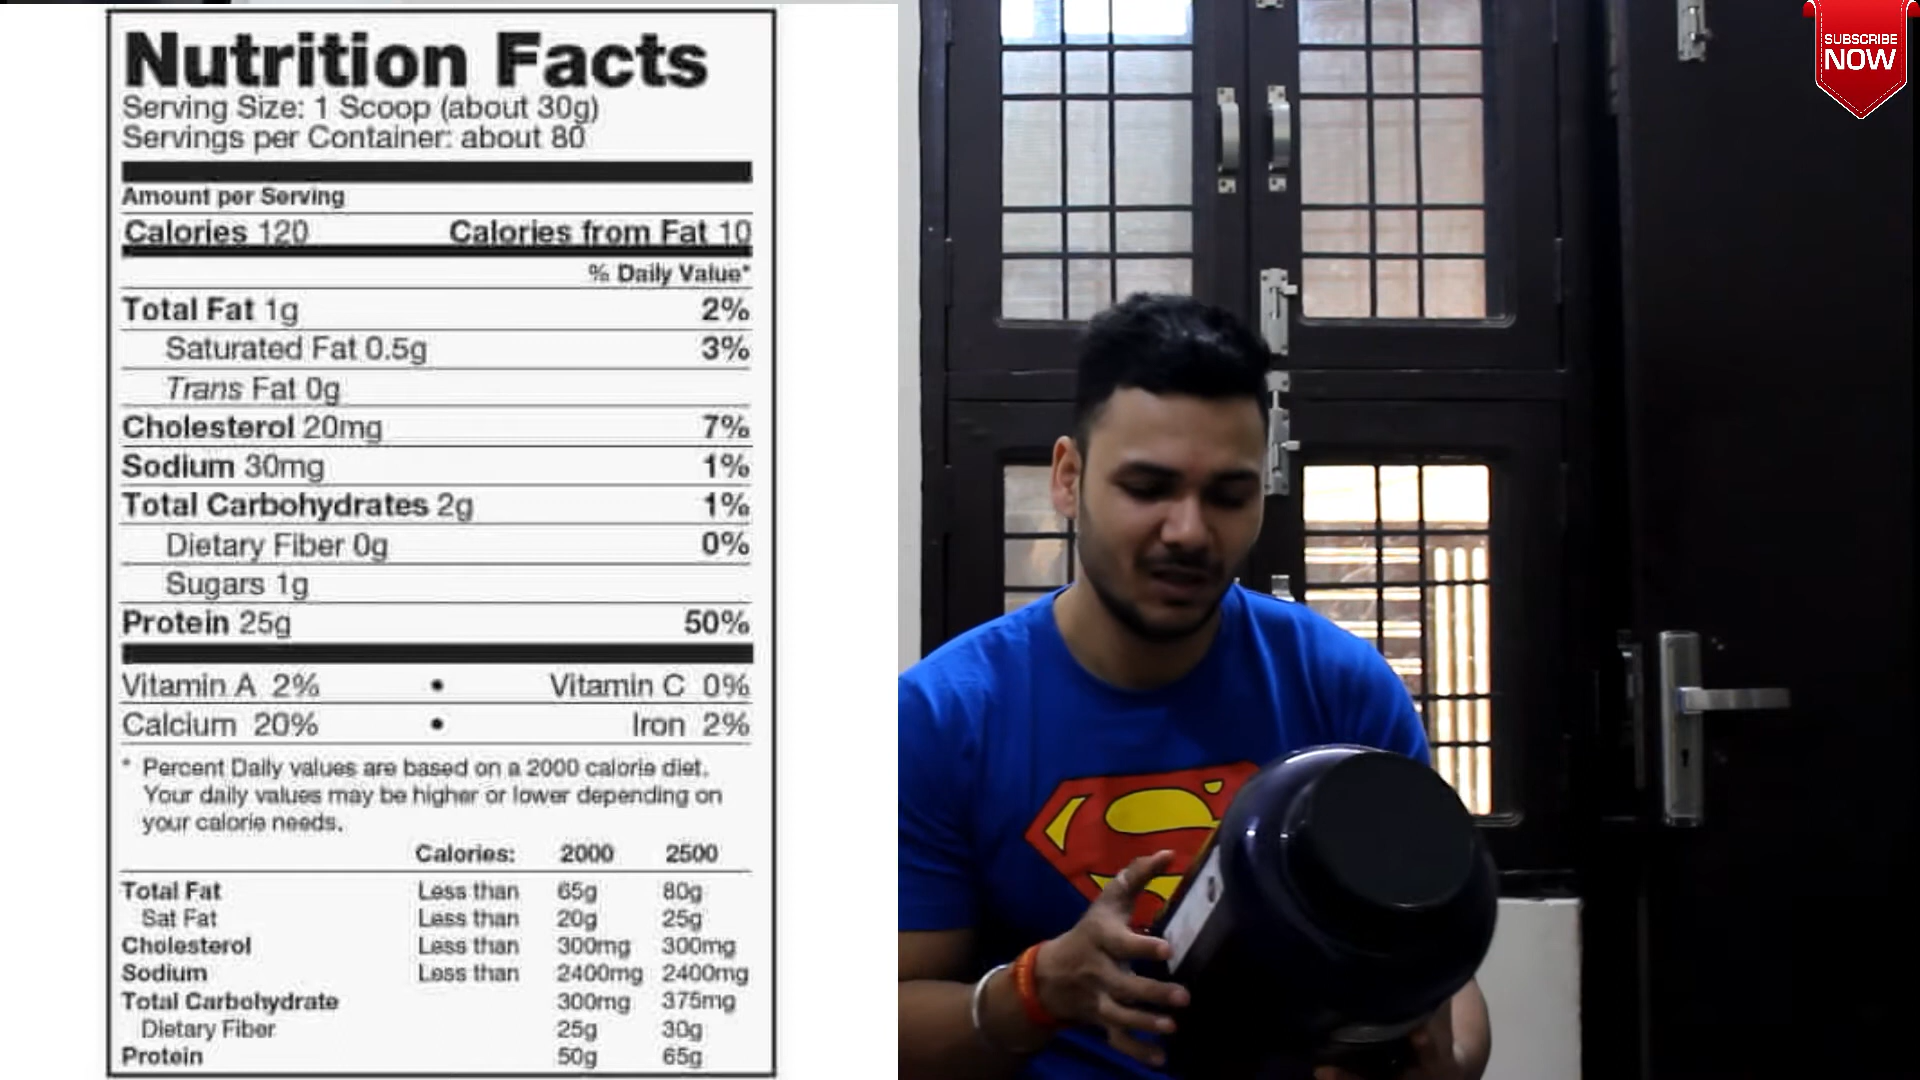 Nutrition Facts
Serving Size: 1 Scoop (about 30g)
Servings per Container: about 80
Amount per Serving
Calories 120 Calories from Fat 10
% Daily Value*
Total Fat 1g 2%
Saturated Fat 0.5g 3%
Trans Fat 0g
Cholesterol 20mg 7%
Sodium 30mg 1%
Total Carbohydrates 2g 1%
Dietary Fiber 0g 0%
Sugars 1g
Protein 25g 50%
Vitamin A 2% • Vitamin C 0%
Calcium 20% • Iron 2%
* Percent Daily values are based on a 2000 calorie diet.
Your daily values may be higher or lower depending on
your calorie needs.
Calories: 2000 2500
Total Fat Less than 65g 80g
Sat Fat Less than 20g 25g
Cholesterol Less than 300mg 300mg
Sodium Less than 2400mg 2400mg
Total Carbohydrate 300mg 375mg
Dietary Fiber 25g 30g
Protein 50g 65g
SUBSCRIBE
NOW